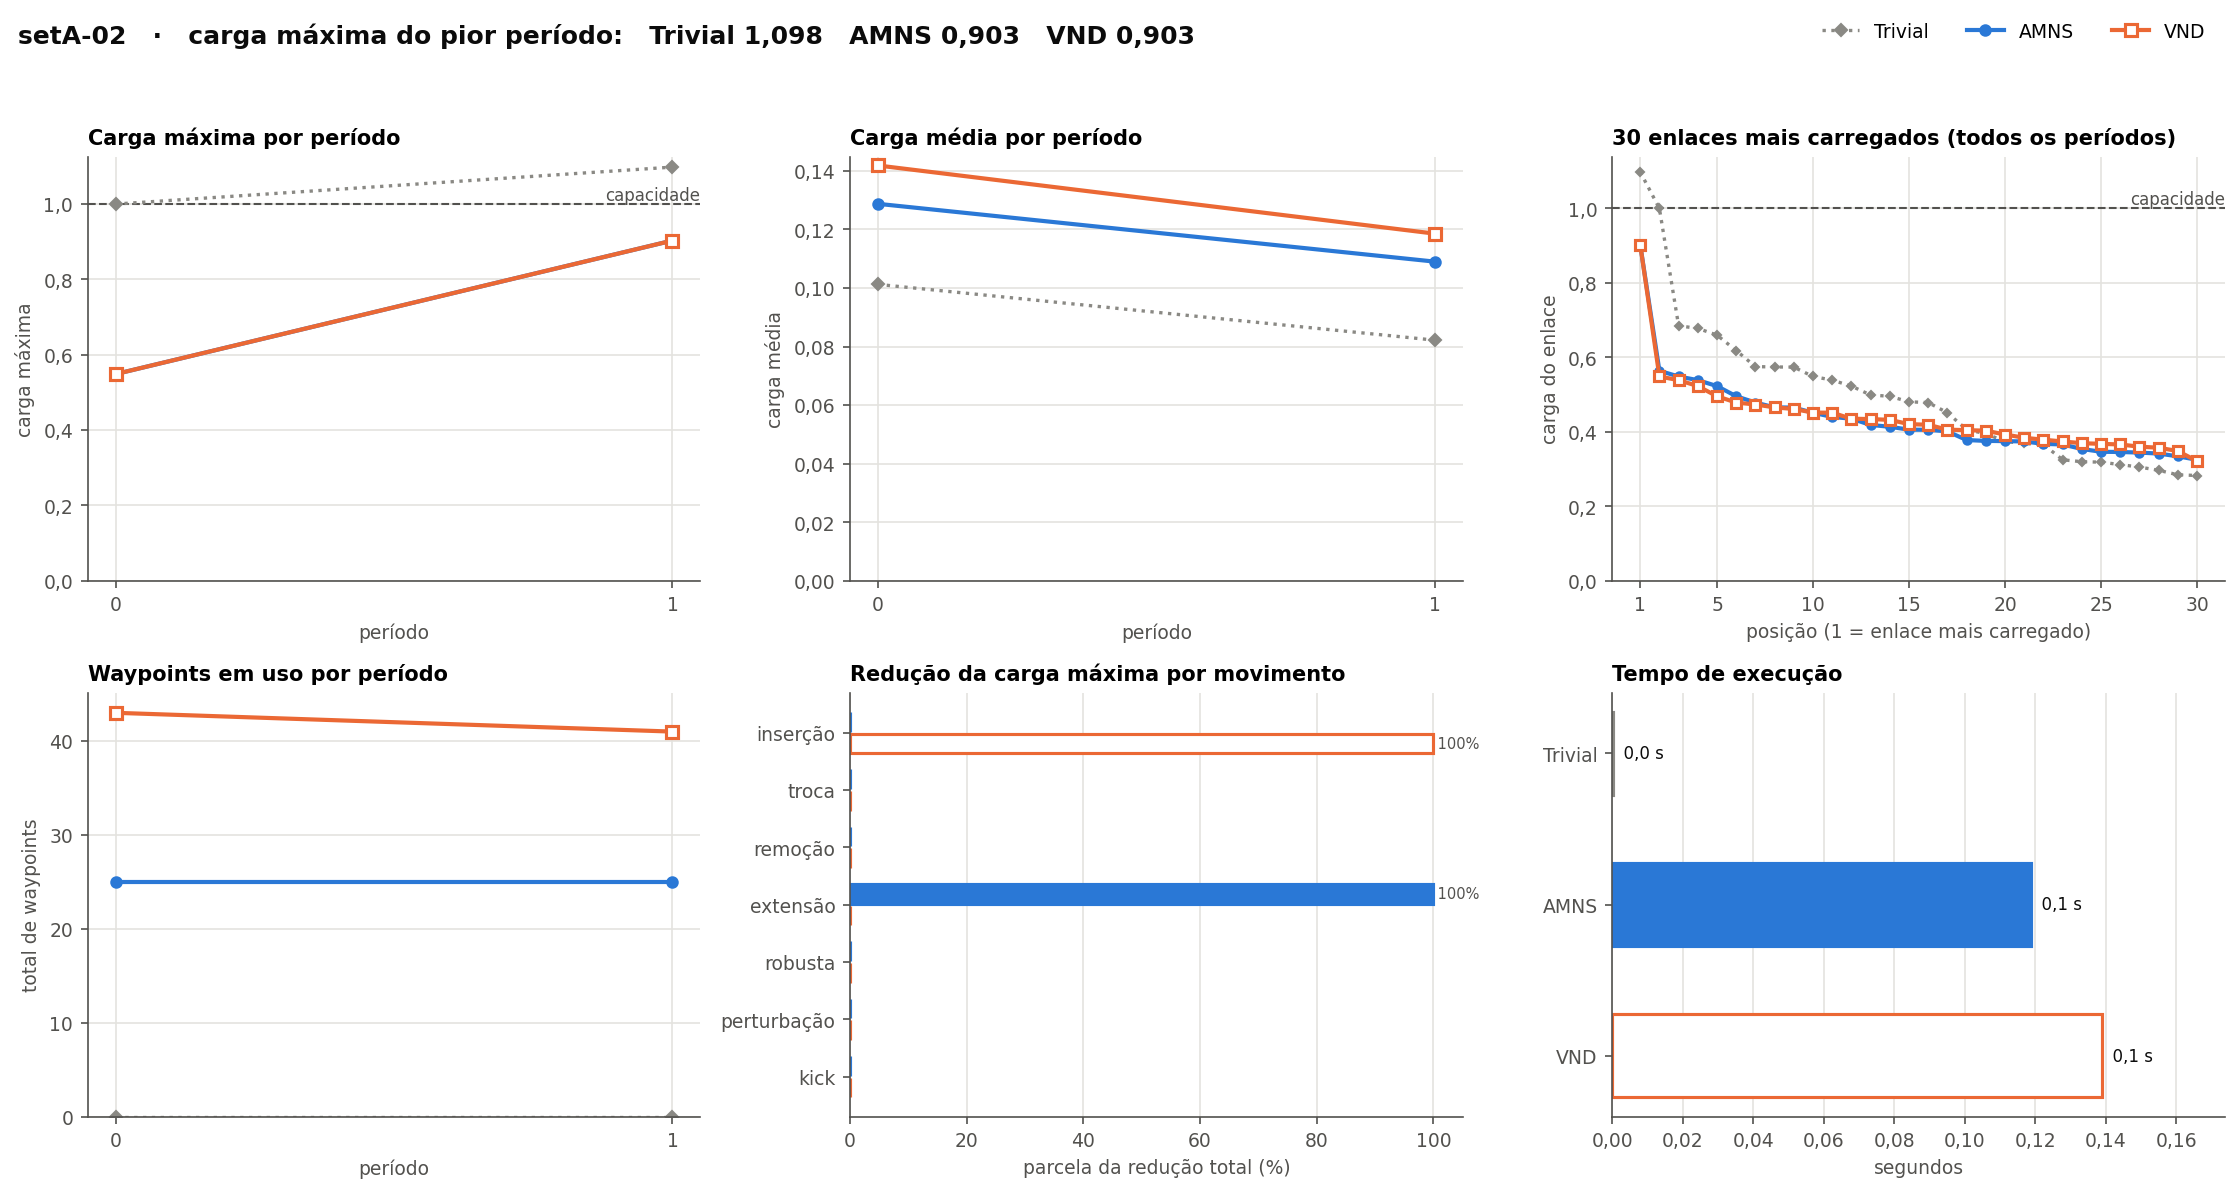 setA-02 · carga máxima do pior período: Trivial 1,098 AMNS 0,903 VND 0,903
Trivial AMNS VND
Carga máxima por período
carga máxima
1,0
0,8
0,6
0,4
0,2
0,0
capacidade
0 1
período
Carga média por período
carga média
0,14
0,12
0,10
0,08
0,06
0,04
0,02
0,00
0 1
período
30 enlaces mais carregados (todos os períodos)
carga do enlace
1,0
0,8
0,6
0,4
0,2
0,0
capacidade
1 5 10 15 20 25 30
posição (1 = enlace mais carregado)
Waypoints em uso por período
total de waypoints
40
30
20
10
0
0 1
período
Redução da carga máxima por movimento
inserção
100%
troca
remoção
extensão
100%
robusta
perturbação
kick
0 20 40 60 80 100
parcela da redução total (%)
Tempo de execução
Trivial
0,0 s
AMNS
0,1 s
VND
0,1 s
0,00 0,02 0,04 0,06 0,08 0,10 0,12 0,14 0,16
segundos